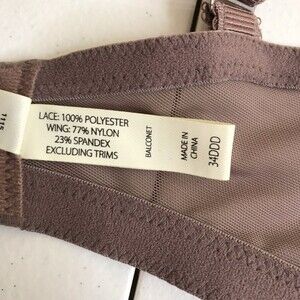 LACE: 100% POLYESTER
WING: 77% NYLON
23% SPANDEX
EXCLUDING TRIMS
BALCONET
MADE IN
CHINA
34DDD